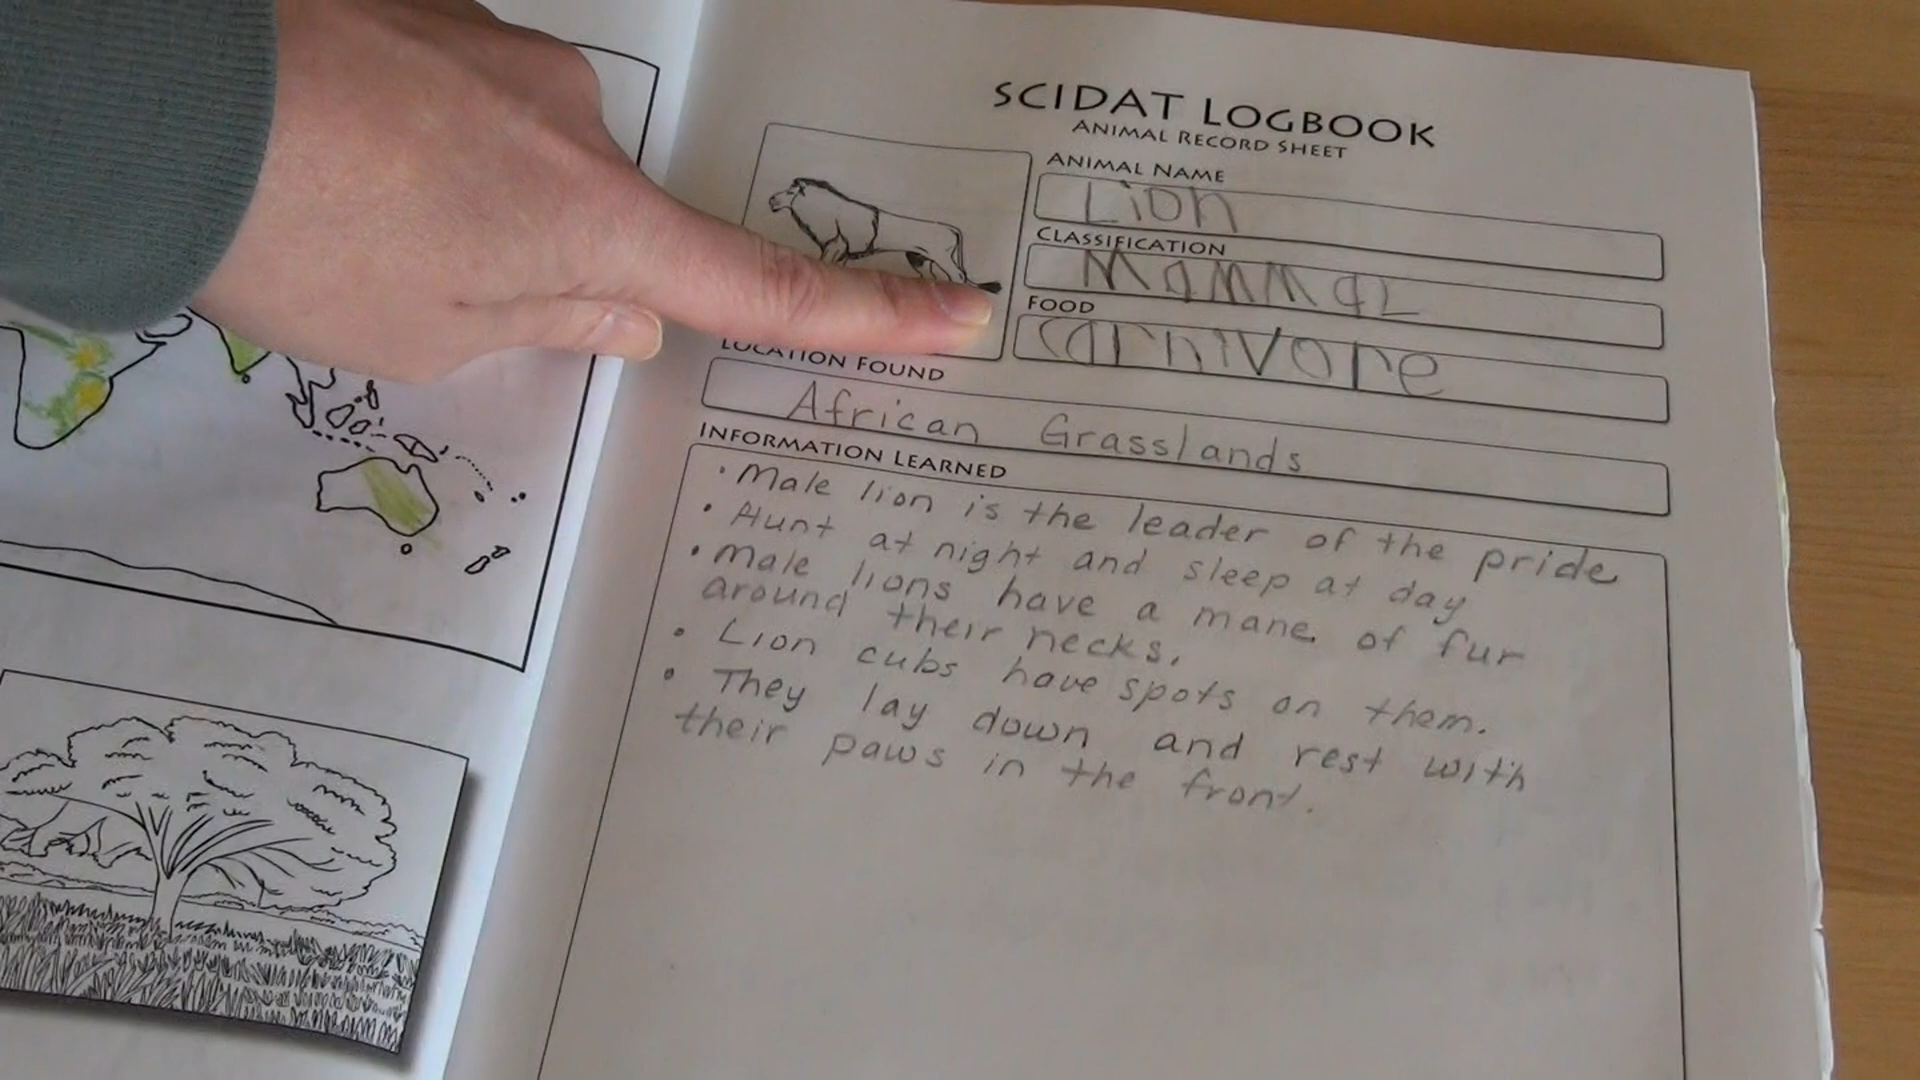 SCIDAT LOGBOOK
ANIMAL RECORD SHEET
ANIMAL NAME
Lion
CLASSIFICATION
MammaL
FOOD
Carnivore
LOCATION FOUND
African Grasslands
INFORMATION LEARNED
• Male lion is the leader of the pride
• Hunt at night and sleep at day
• Male lions have a mane of fur
around their necks.
• Lion cubs have spots on them.
• They lay down and rest with
their paws in the front.